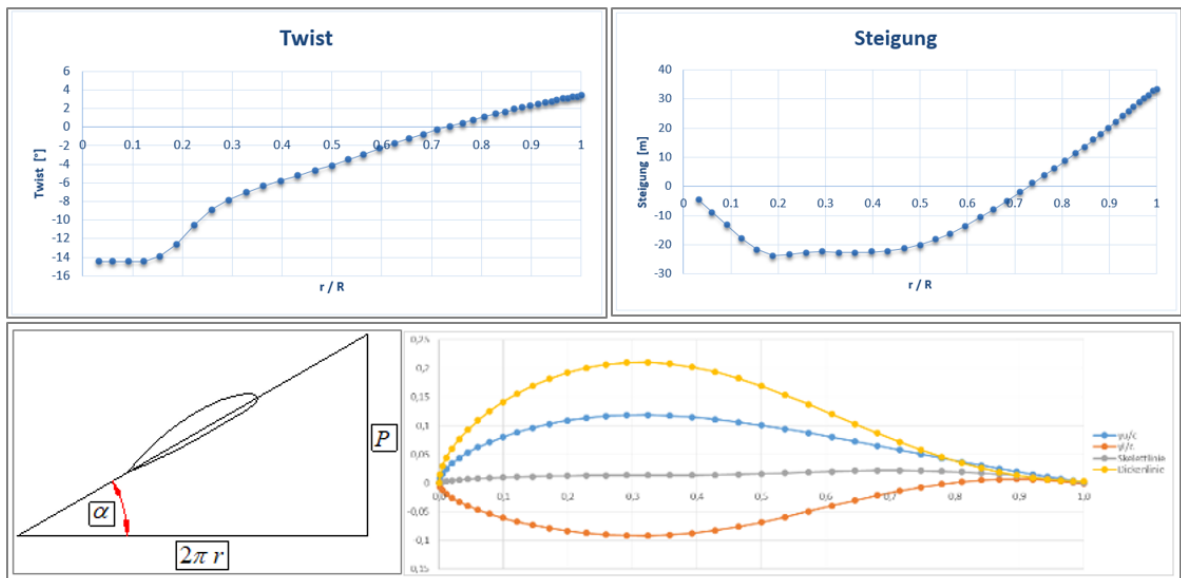 Twist
6
4
2
0
-2
-4
-6
-8
-10
-12
-14
-16
0 0.1 0.2 0.3 0.4 0.5 0.6 0.7 0.8 0.9 1
Twist [°]
r / R
Steigung
40
30
20
10
0
-10
-20
-30
0 0.1 0.2 0.3 0.4 0.5 0.6 0.7 0.8 0.9 1
Steigung [m]
r / R
P
α
2π r
0,25
0,2
0,15
0,1
0,05
0
-0,05
-0,1
0,15
0,0 0,1 0,2 0,3 0,4 0,5 0,6 0,7 0,8 0,9 1,0
yu/c
yl/c
Skelettlinie
Dickenlinie